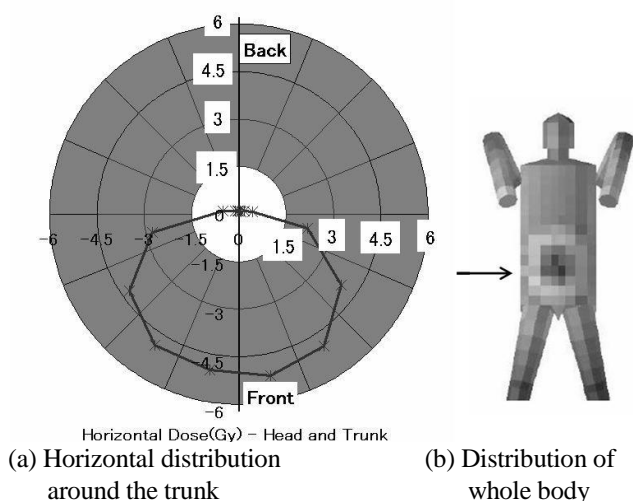 6
Back
4.5
3
1.5
-6 -4.5 -3 -1.5 0 0 1.5 3 4.5 6
-1.5
-3
-4.5
Front
-6
Horizontal Dose(Gy) - Head and Trunk
(a) Horizontal distribution
around the trunk
(b) Distribution of
whole body